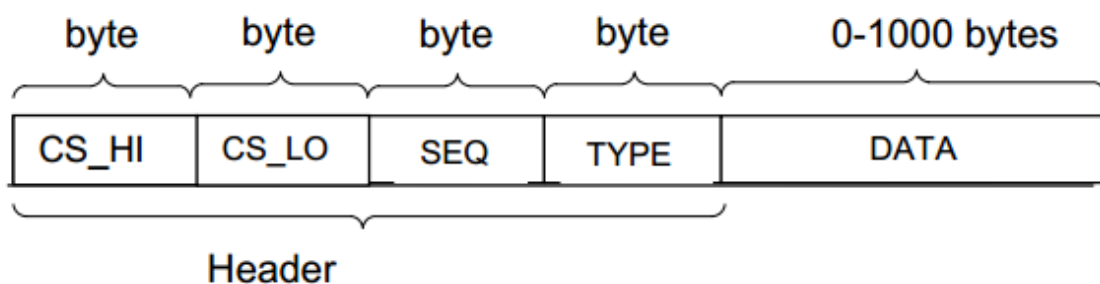 byte byte byte byte 0-1000 bytes
CS_HI CS_LO SEQ TYPE DATA
Header